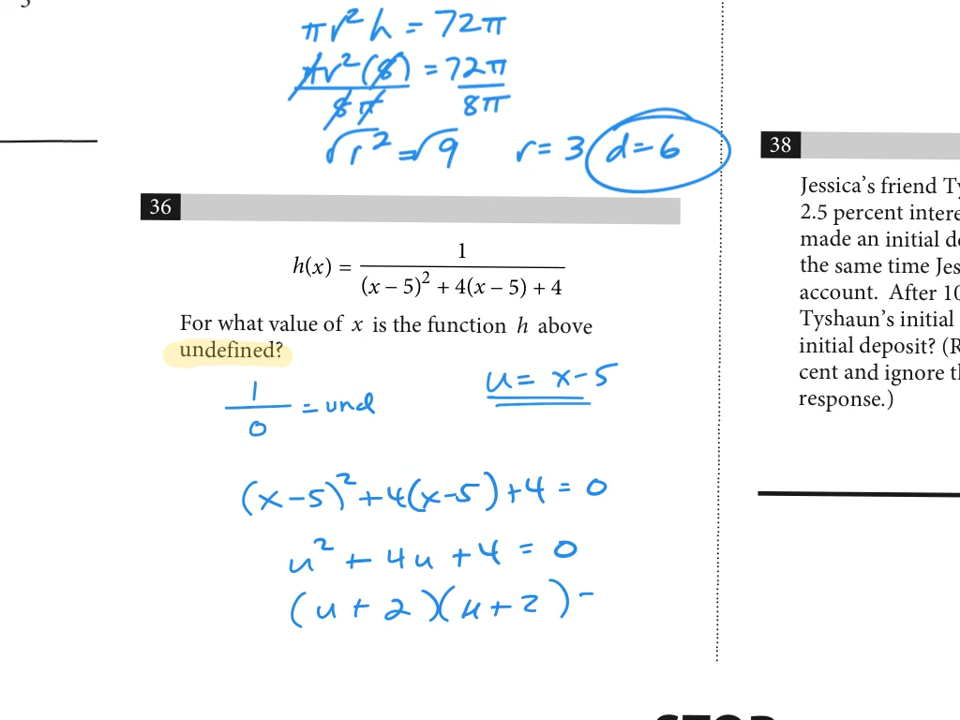 πr²h = 72π
πr²(8) = 72π
8π 8π
√r² = √9 r = 3 d = 6
36
h(x) = 1 / ((x – 5)² + 4(x – 5) + 4)
For what value of x is the function h above
undefined?
1/0 = und
u = x-5
(x-5)² + 4(x-5) + 4 = 0
u² + 4u + 4 = 0
(u + 2)(u + 2) -
38
Jessica's friend Ty
2.5 percent intere
made an initial de
the same time Jes
account. After 10
Tyshaun's initial
initial deposit? (R
cent and ignore th
response.)